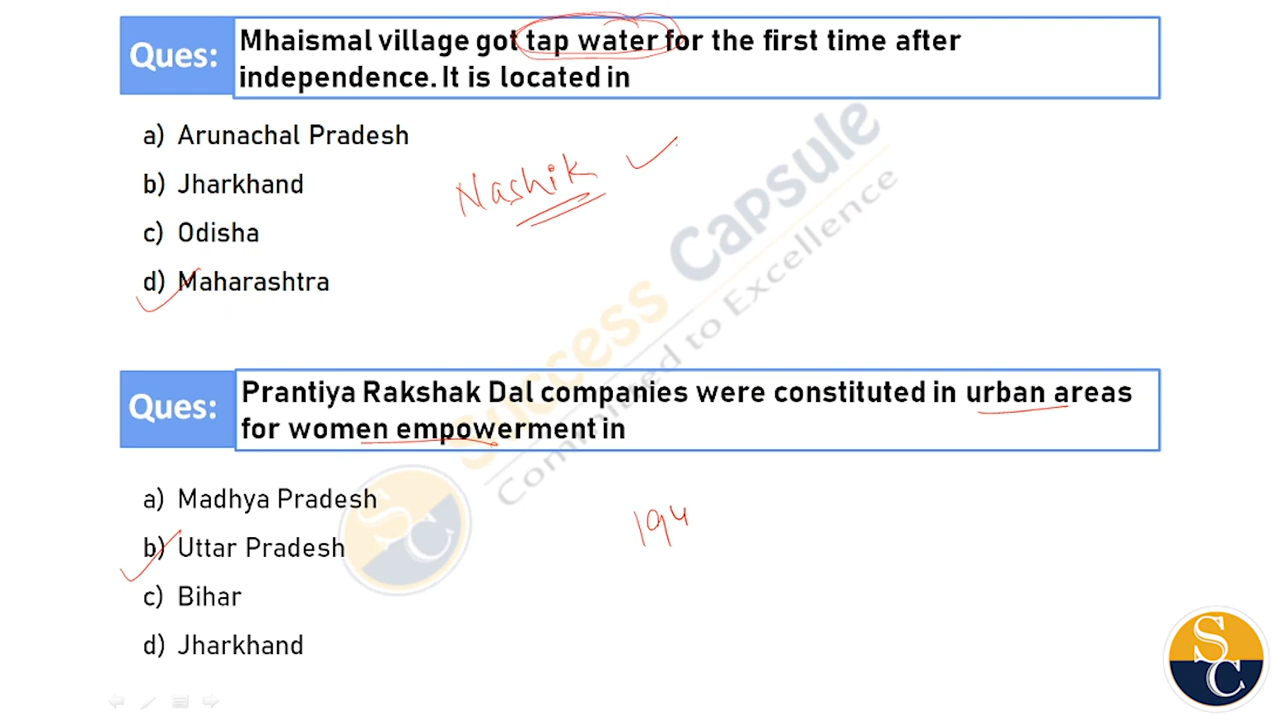 Ques:
Mhaismal village got tap water for the first time after
independence. It is located in
a) Arunachal Pradesh
b) Jharkhand
c) Odisha
d) Maharashtra
Nashik
Success Capsule
Committed to Excellence
Ques:
Prantiya Rakshak Dal companies were constituted in urban areas
for women empowerment in
a) Madhya Pradesh
b) Uttar Pradesh
c) Bihar
d) Jharkhand
194
SC
SC